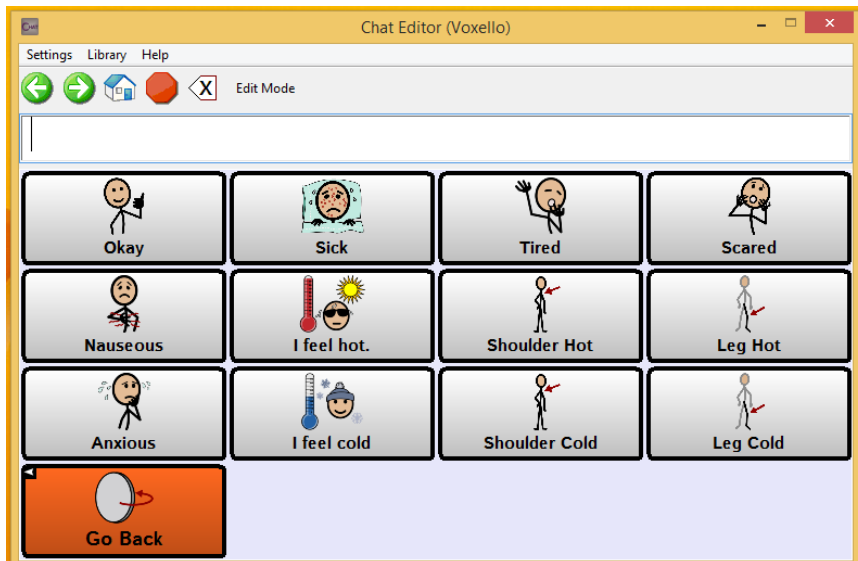 Chat Editor (Voxello)
Settings Library Help
X Edit Mode
Okay Sick Tired Scared
Nauseous I feel hot. Shoulder Hot Leg Hot
Anxious I feel cold Shoulder Cold Leg Cold
Go Back